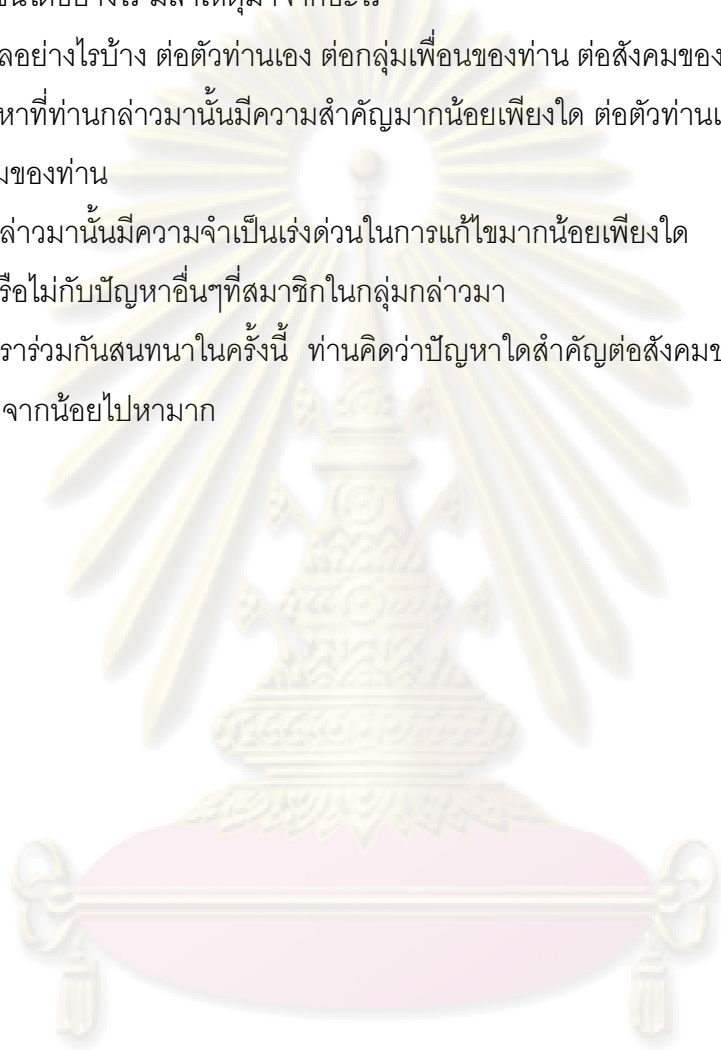 ลอย่างไรบ้าง ต่อตัวท่านเอง ต่อกลุ่มเพื่อนของท่าน ต่อสังคมของ
หาที่ท่านกล่าวมานั้นมีความสำคัญมากน้อยเพียงใด ต่อตัวท่านเ
มของท่าน
ล่าวมานั้นมีความจำเป็นเร่งด่วนในการแก้ไขมากน้อยเพียงใด
รือไม่กับปัญหาอื่นๆที่สมาชิกในกลุ่มกล่าวมา
ราร่วมกันสนทนาในครั้งนี้ ท่านคิดว่าปัญหาใดสำคัญต่อสังคมข
จากน้อยไปหามาก